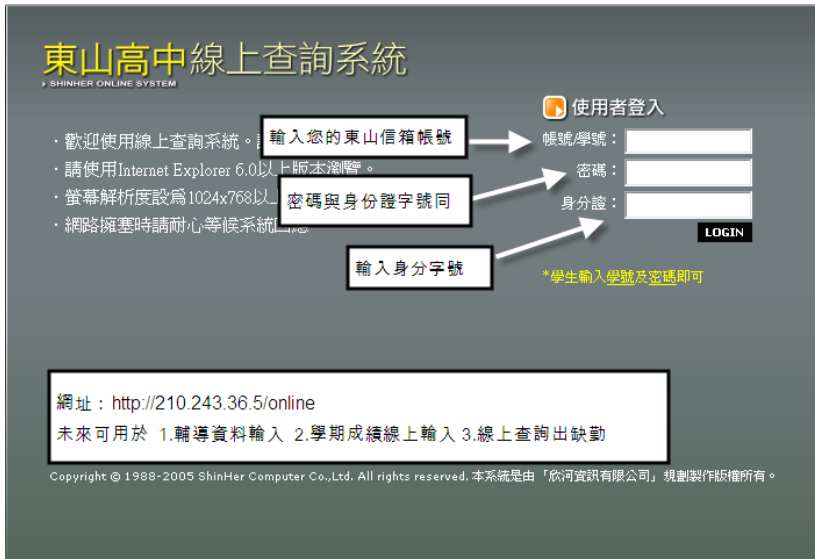 東山高中線上查詢系統
SHINHER ONLINE SYSTEM
使用者登入
輸入您的東山信箱帳號
帳號/學號：
・歡迎使用線上查詢系統。
・請使用Internet Explorer 6.0以上版本瀏覽。
密碼：
・螢幕解析度設為1024x768以上
密碼與身份證字號同
身分證：
・網路擁塞時請耐心等候系統回應
LOGIN
輸入身分字號
*學生輸入學號及密碼即可
網址：http://210.243.36.5/online
未來可用於 1.輔導資料輸入 2.學期成績線上輸入 3.線上查詢出缺勤
Copyright @ 1988-2005 ShinHer Computer Co.,Ltd. All rights reserved. 本系統是由「欣河資訊有限公司」規劃製作版權所有。